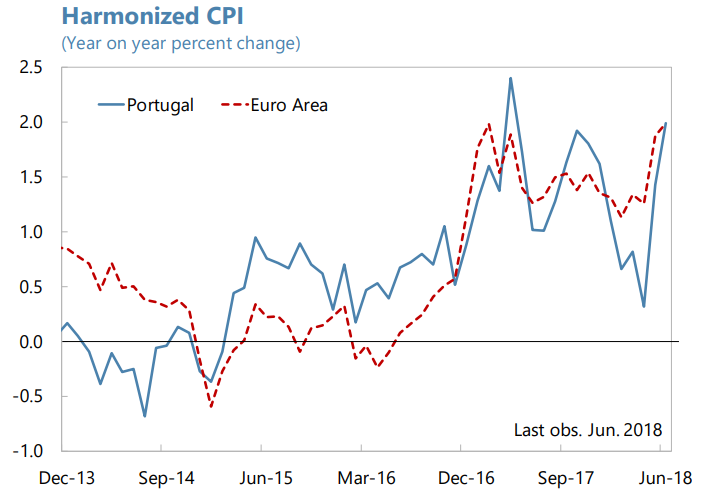 Harmonized CPI
(Year on year percent change)
2.5
Portugal Euro Area
2.0
1.5
1.0
0.5
0.0
-0.5
Last obs. Jun. 2018
-1.0
Dec-13 Sep-14 Jun-15 Mar-16 Dec-16 Sep-17 Jun-18